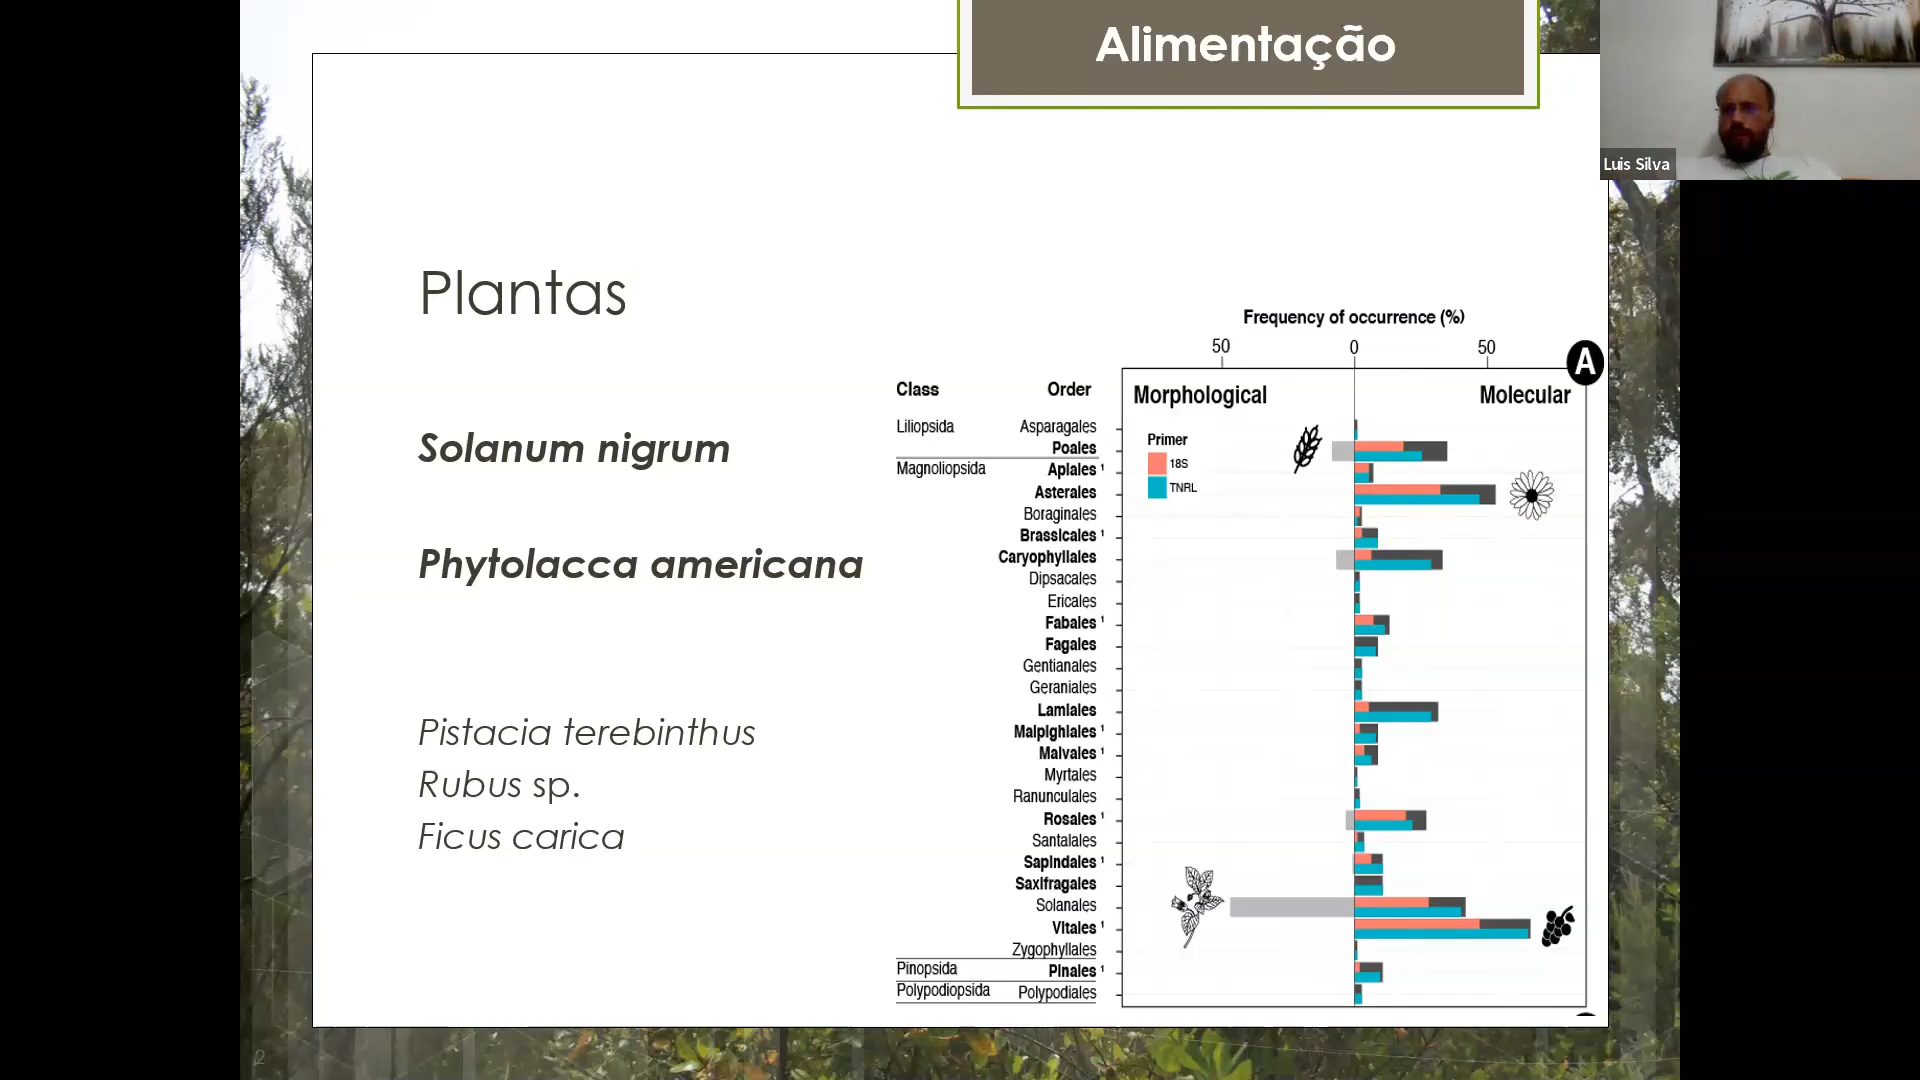 Alimentação
Luis Silva
Plantas
Solanum nigrum
Phytolacca americana
Pistacia terebinthus
Rubus sp.
Ficus carica
Frequency of occurrence (%)
50 0 50
A
Class Order
Morphological Molecular
Primer
18S
TNRL
Liliopsida Asparagales
Poales
Magnoliopsida Apiales ¹
Asterales
Boraginales
Brassicales ¹
Caryophyllales
Dipsacales
Ericales
Fabales ¹
Fagales
Gentianales
Geraniales
Lamiales
Malpighiales ¹
Malvales ¹
Myrtales
Ranunculales
Rosales ¹
Santalales
Sapindales ¹
Saxifragales
Solanales
Vitales ¹
Zygophyllales
Pinopsida Pinales ¹
Polypodiopsida Polypodiales
2